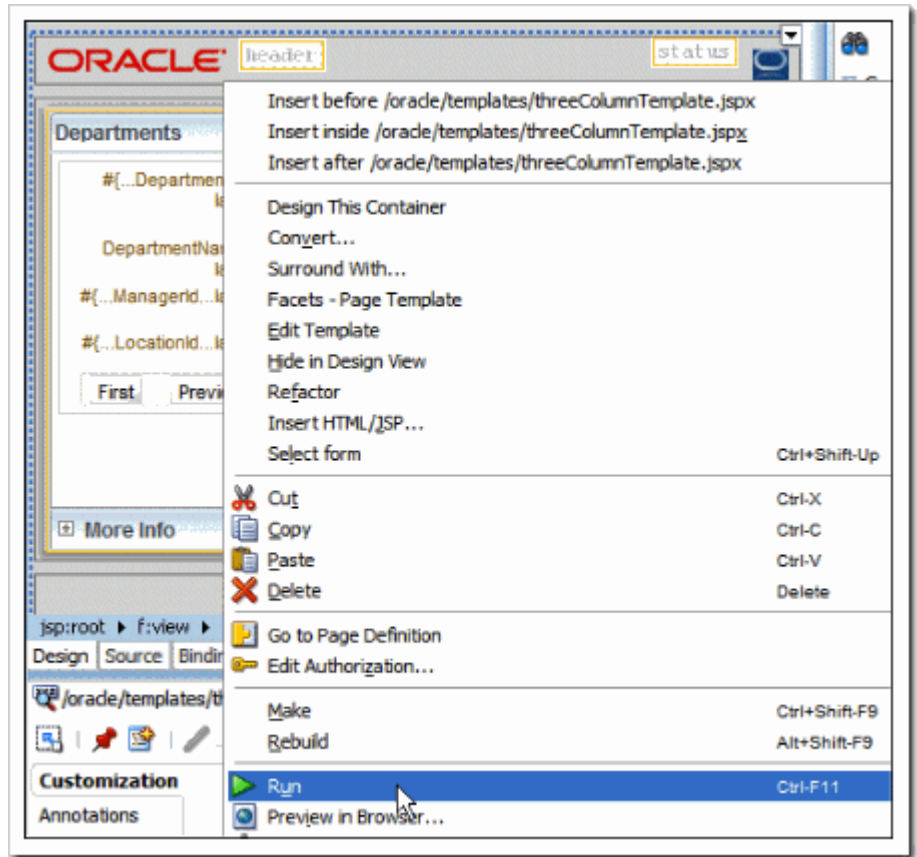 ORACLE
header
status
Departments
#{...Departmen
DepartmentNa
#{...ManagerId...la
#{...LocationId...la
First
Previ
More Info
jsp:root
f:view
Design
Source
Bindin
/oracle/templates/th
Customization
Annotations
Insert before /oracle/templates/threeColumnTemplate.jspx
Insert inside /oracle/templates/threeColumnTemplate.jspx
Insert after /oracle/templates/threeColumnTemplate.jspx
Design This Container
Convert...
Surround With...
Facets - Page Template
Edit Template
Hide in Design View
Refactor
Insert HTML/JSP...
Select form Ctrl+Shift-Up
Cut Ctrl-X
Copy Ctrl-C
Paste Ctrl-V
Delete Delete
Go to Page Definition
Edit Authorization...
Make Ctrl+Shift-F9
Rebuild Alt+Shift-F9
Run Ctrl-F11
Preview in Browser...